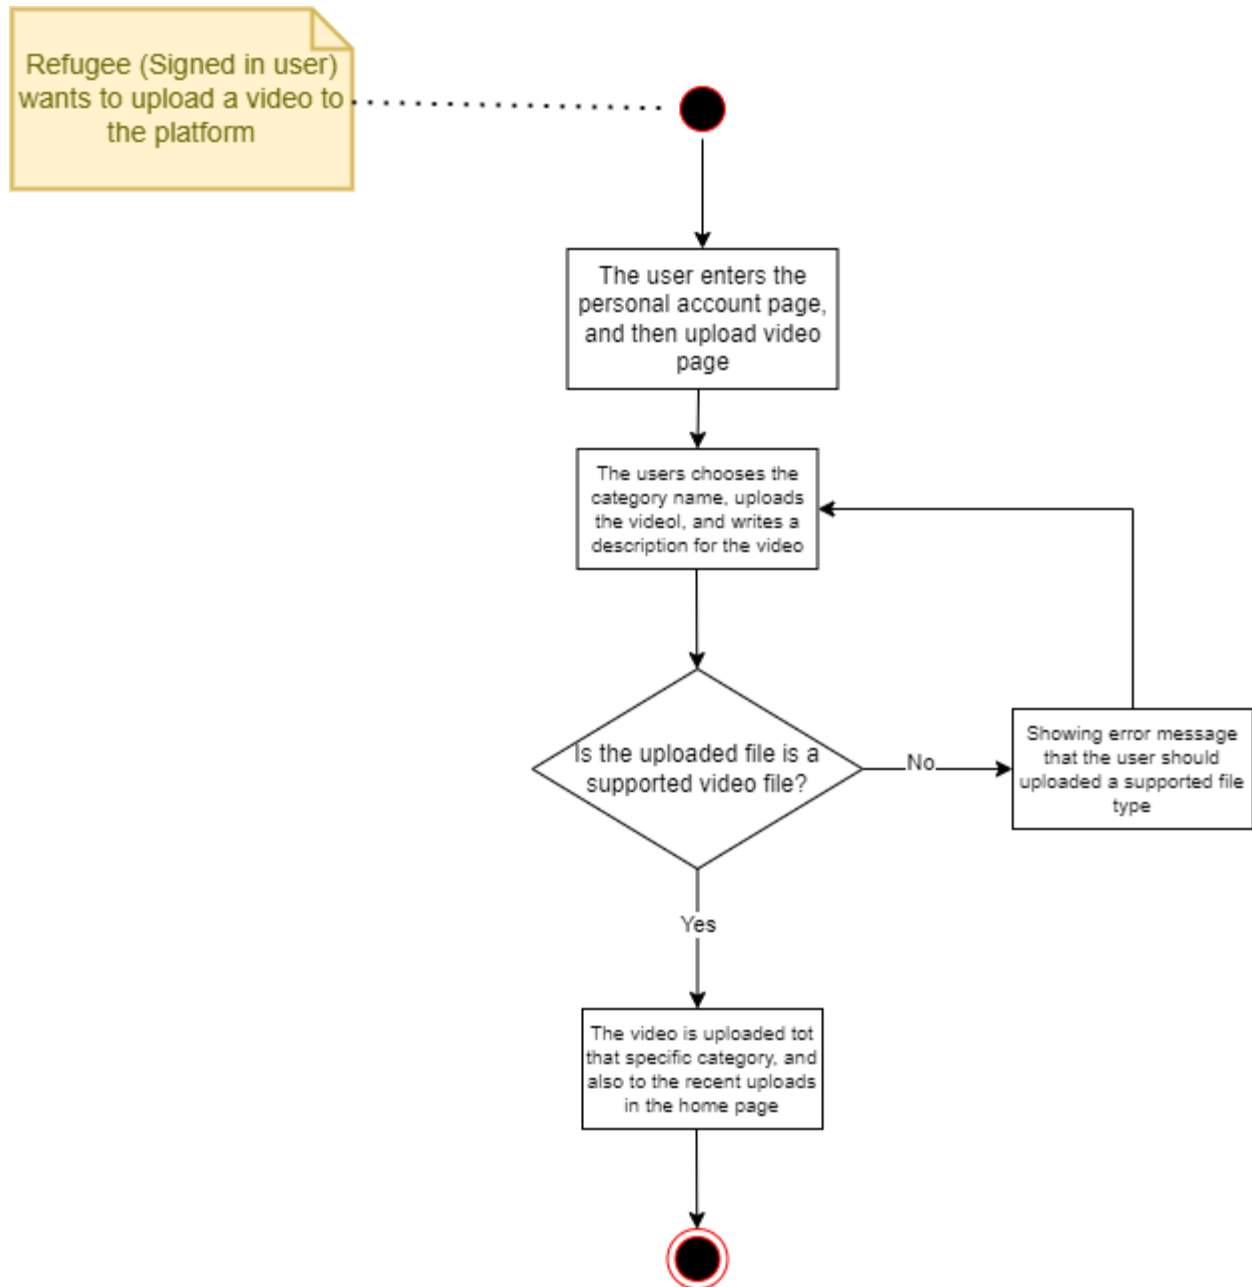 Refugee (Signed in user)
wants to upload a video to
the platform
The user enters the
personal account page,
and then upload video
page
The users chooses the
category name, uploads
the videol, and writes a
description for the video
Is the uploaded file is a
supported video file?
No
Showing error message
that the user should
uploaded a supported file
type
Yes
The video is uploaded tot
that specific category, and
also to the recent uploads
in the home page